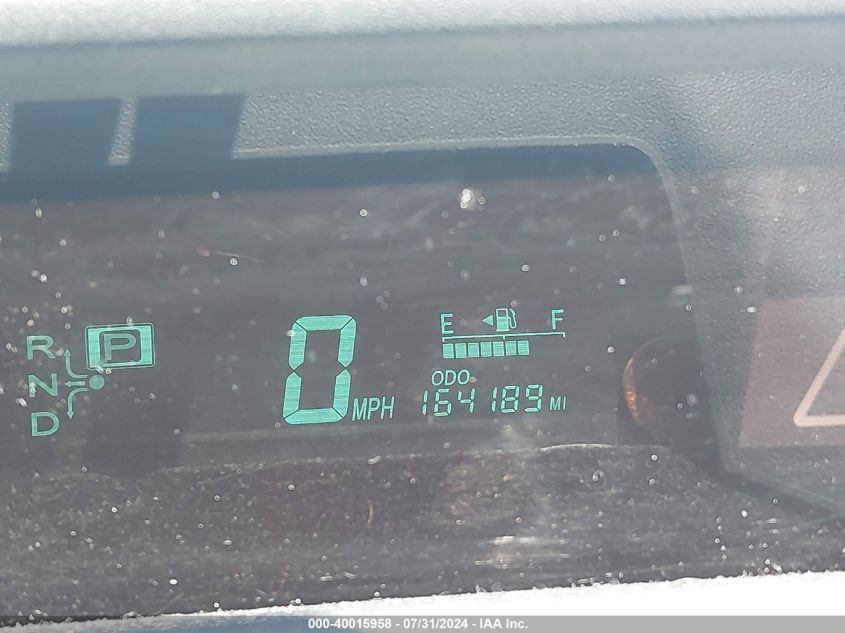 E F
R P
ODO
N
0 MPH 164189 MI
D
000-40015958 - 07/31/2024 - IAA Inc.